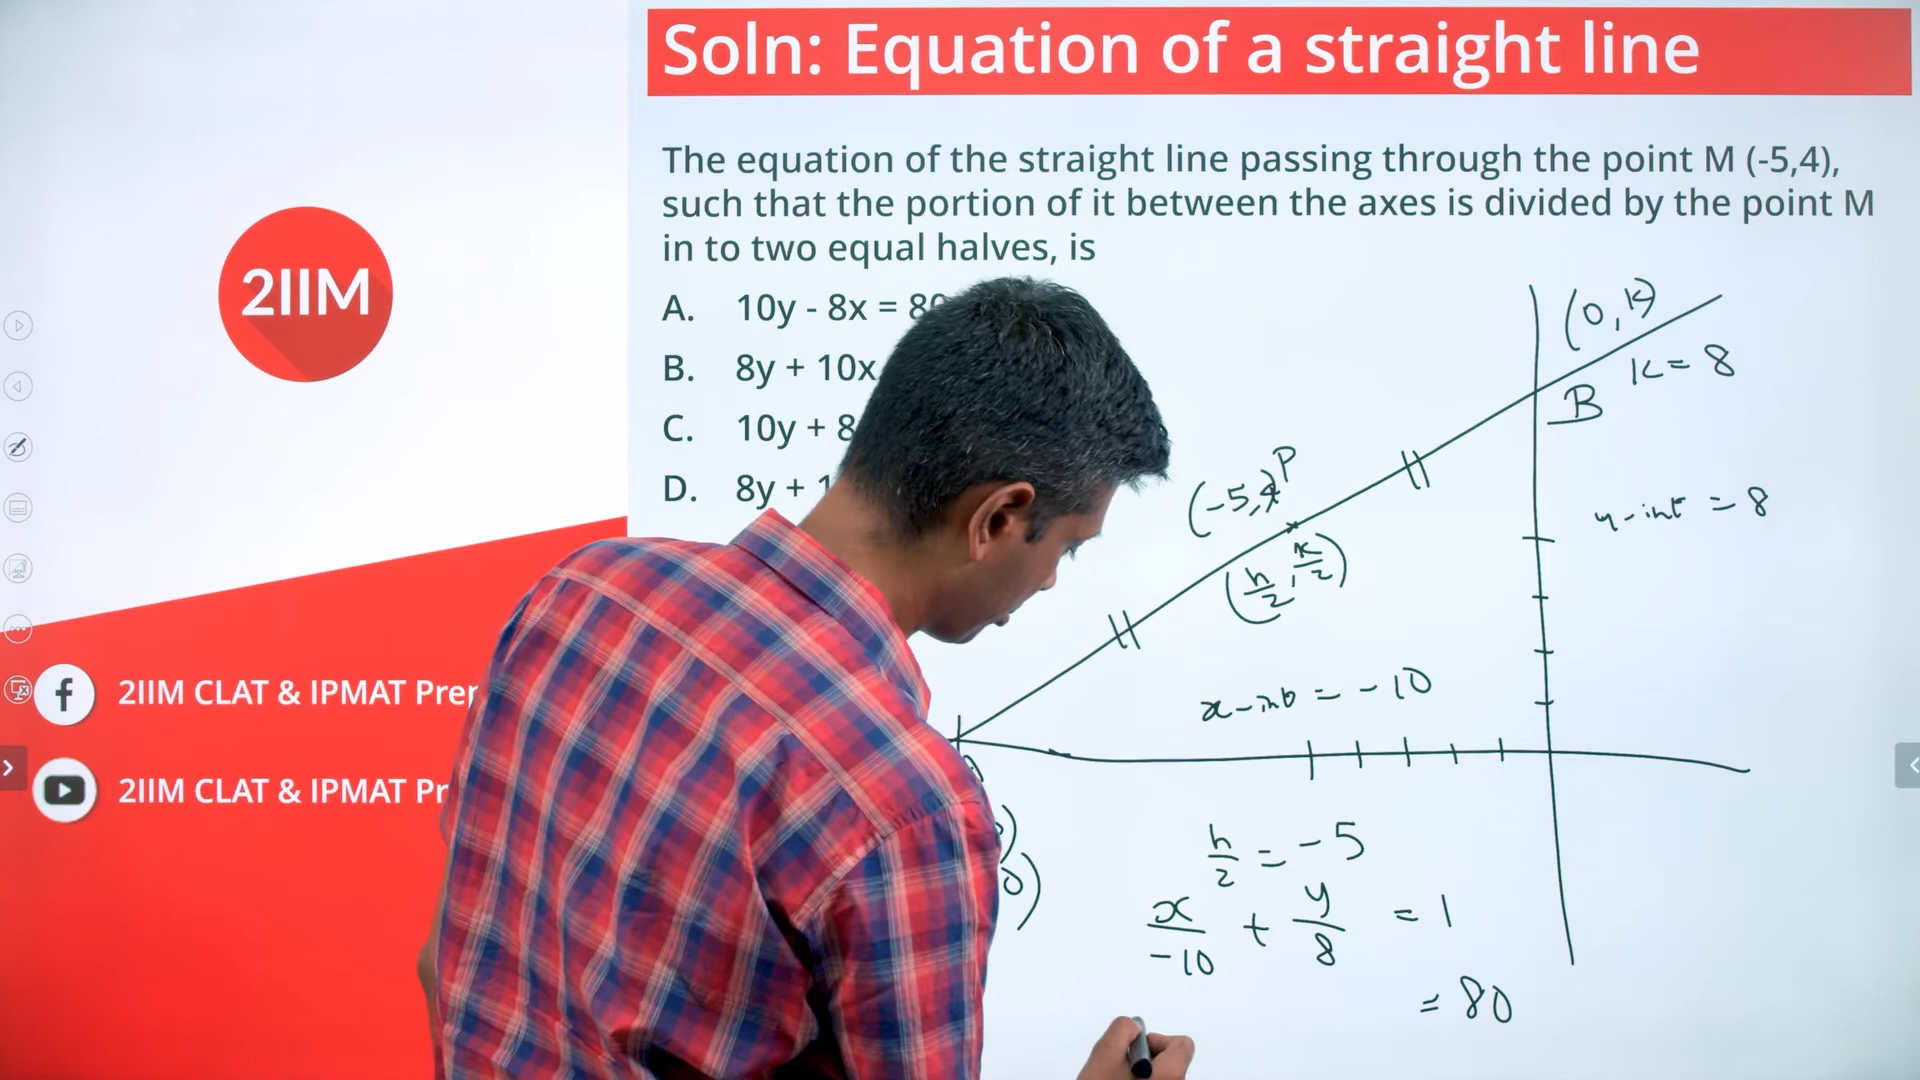 Soln: Equation of a straight line
The equation of the straight line passing through the point M (-5,4),
such that the portion of it between the axes is divided by the point M
in to two equal halves, is
A. 10y - 8x = 80
B. 8y + 10x
C. 10y + 8
D. 8y + 1
2IIM
2IIM CLAT & IPMAT Prep
2IIM CLAT & IPMAT Pr
(0, k)
k = 8
B
P
(-5,4)
(h/2, k/2)
y-int = 8
x-int = -10
0)
h/2 = -5
x/-10 + y/8 = 1
= 80